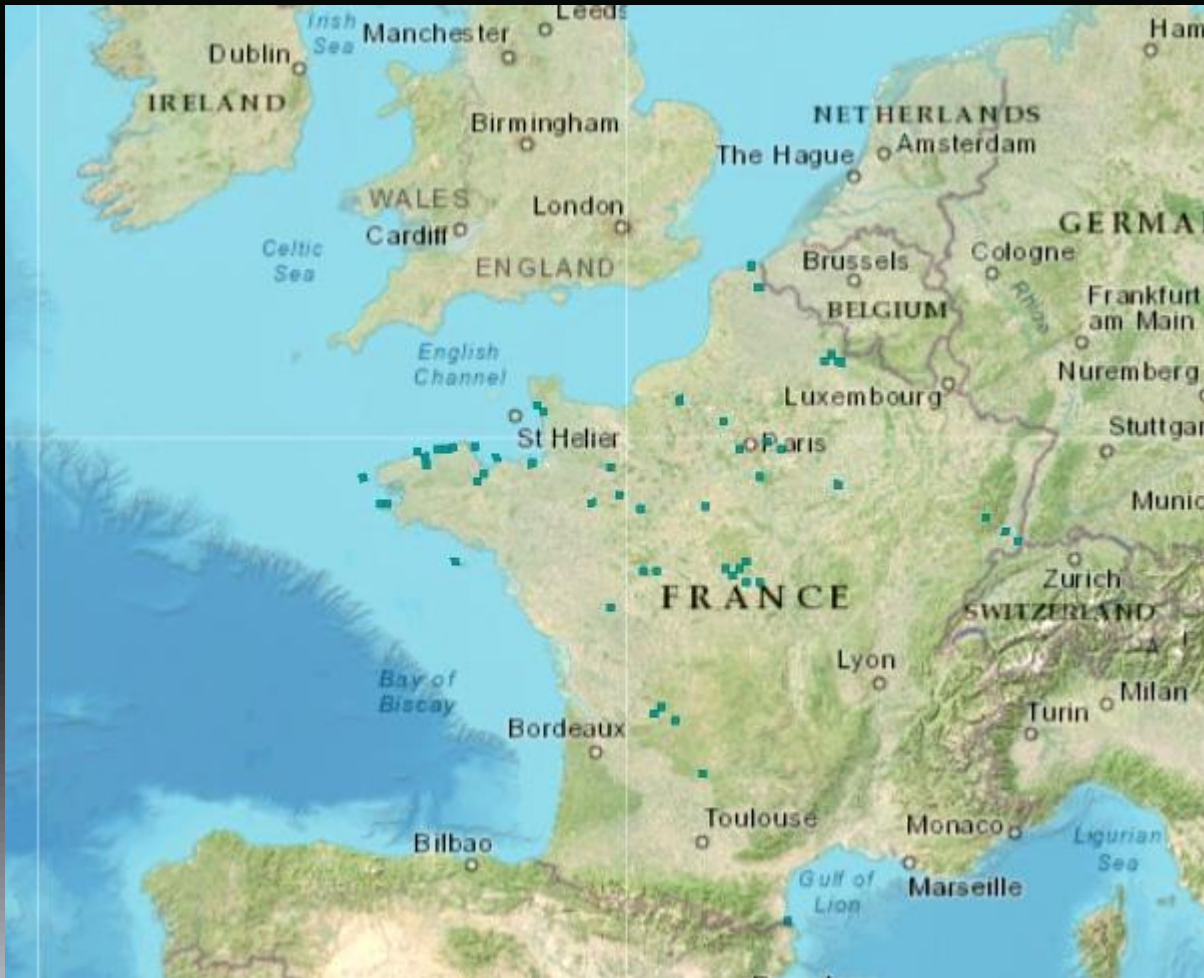 Leeds
Irish
Sea
Manchester
Ham
Dublin
IRELAND
NETHERLANDS
Birmingham
Amsterdam
The Hague
WALES
London
Cardiff
GERMA
Celtic
Sea
ENGLAND
Brussels
Cologne
BELGIUM
Rhine
Frankfurt
am Main
English
Channel
Nuremberg
Luxembourg
St Helier
Paris
Stuttgar
Munic
Zurich
FRANCE
SWITZERLAND
Lyon
Bay of
Biscay
Milan
Turin
Bordeaux
Toulouse
Monaco
Ligurian
Sea
Bilbao
Gulf of
Lion
Marseille